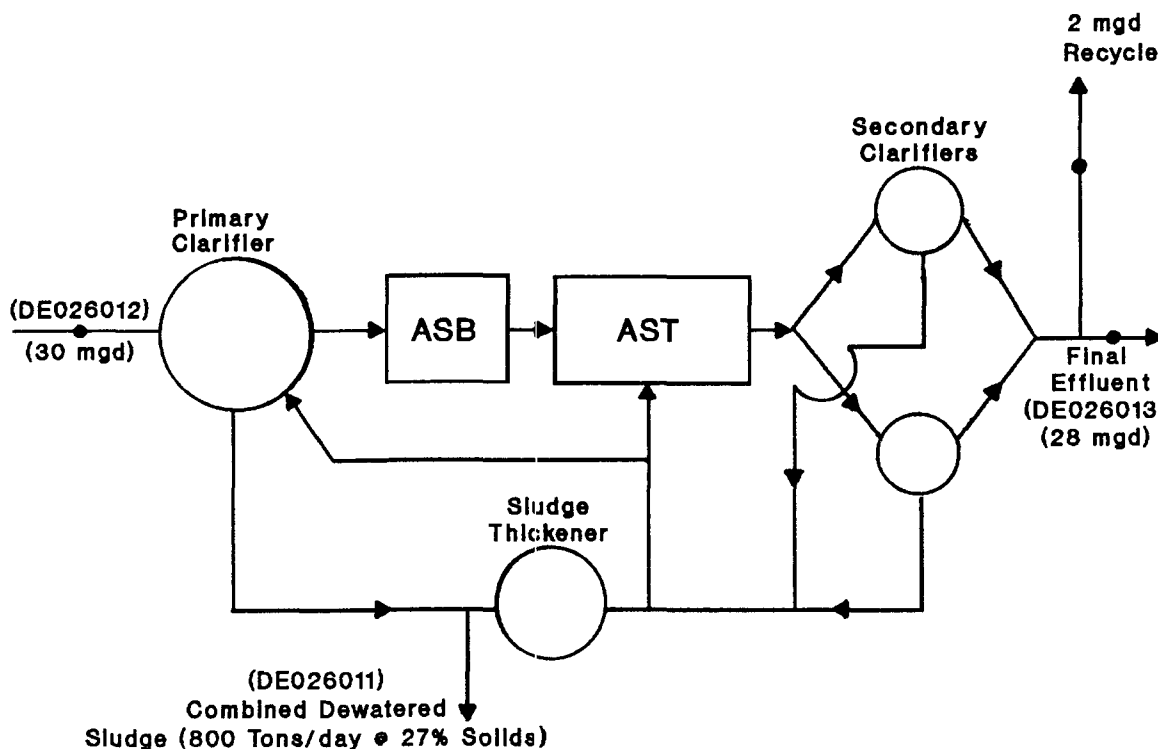 2 mgd
Recycle
Secondary
Clarifiers
Primary
Clarifier
(DE026012)
(30 mgd)
ASB
AST
Final
Effluent
(DE026013
(28 mgd)
Sludge
Thickener
(DE026011)
Combined Dewatered
Sludge (800 Tons/day @ 27% Solids)